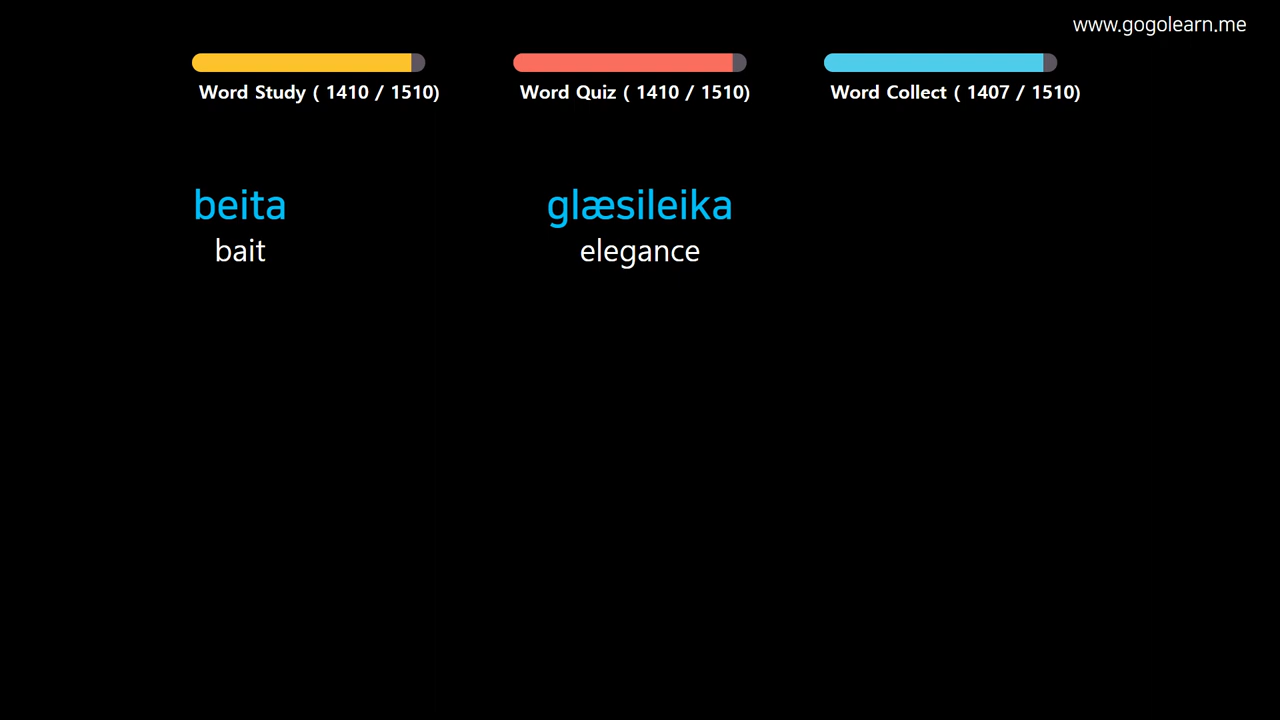 www.gogolearn.me
Word Study ( 1410 / 1510)
Word Quiz ( 1410 / 1510)
Word Collect ( 1407 / 1510)
beita
bait
glæsileika
elegance